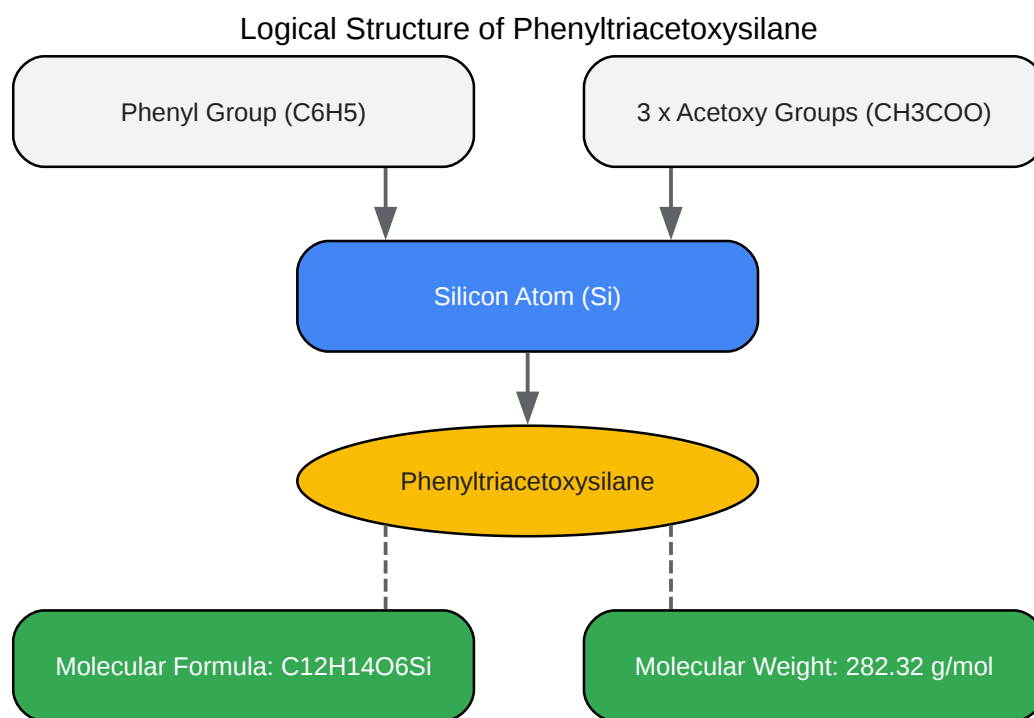 Logical Structure of Phenyltriacetoxysilane
Phenyl Group (C6H5)
3 x Acetoxy Groups (CH3COO)
Silicon Atom (Si)
Phenyltriacetoxysilane
Molecular Formula: C12H14O6Si
Molecular Weight: 282.32 g/mol